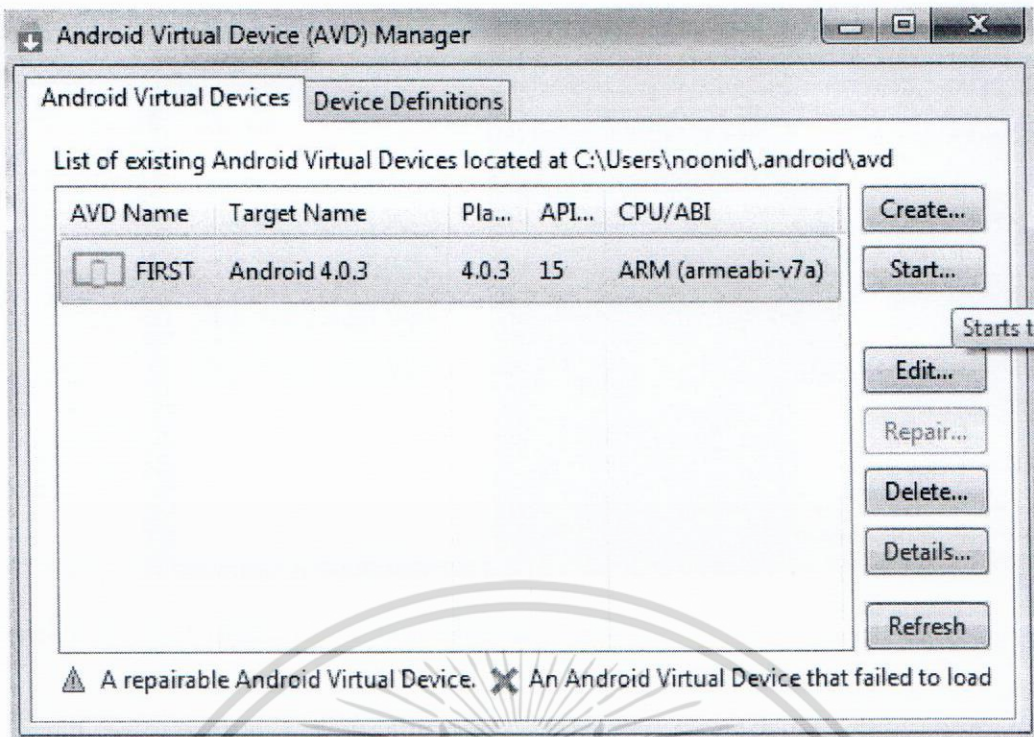 Android Virtual Device (AVD) Manager
Android Virtual Devices
Device Definitions
List of existing Android Virtual Devices located at C:\Users\noonid\.android\avd
AVD Name Target Name Pla... API... CPU/ABI
FIRST Android 4.0.3 4.0.3 15 ARM (armeabi-v7a)
Create...
Start...
Starts t
Edit...
Repair...
Delete...
Details...
Refresh
A repairable Android Virtual Device. An Android Virtual Device that failed to load